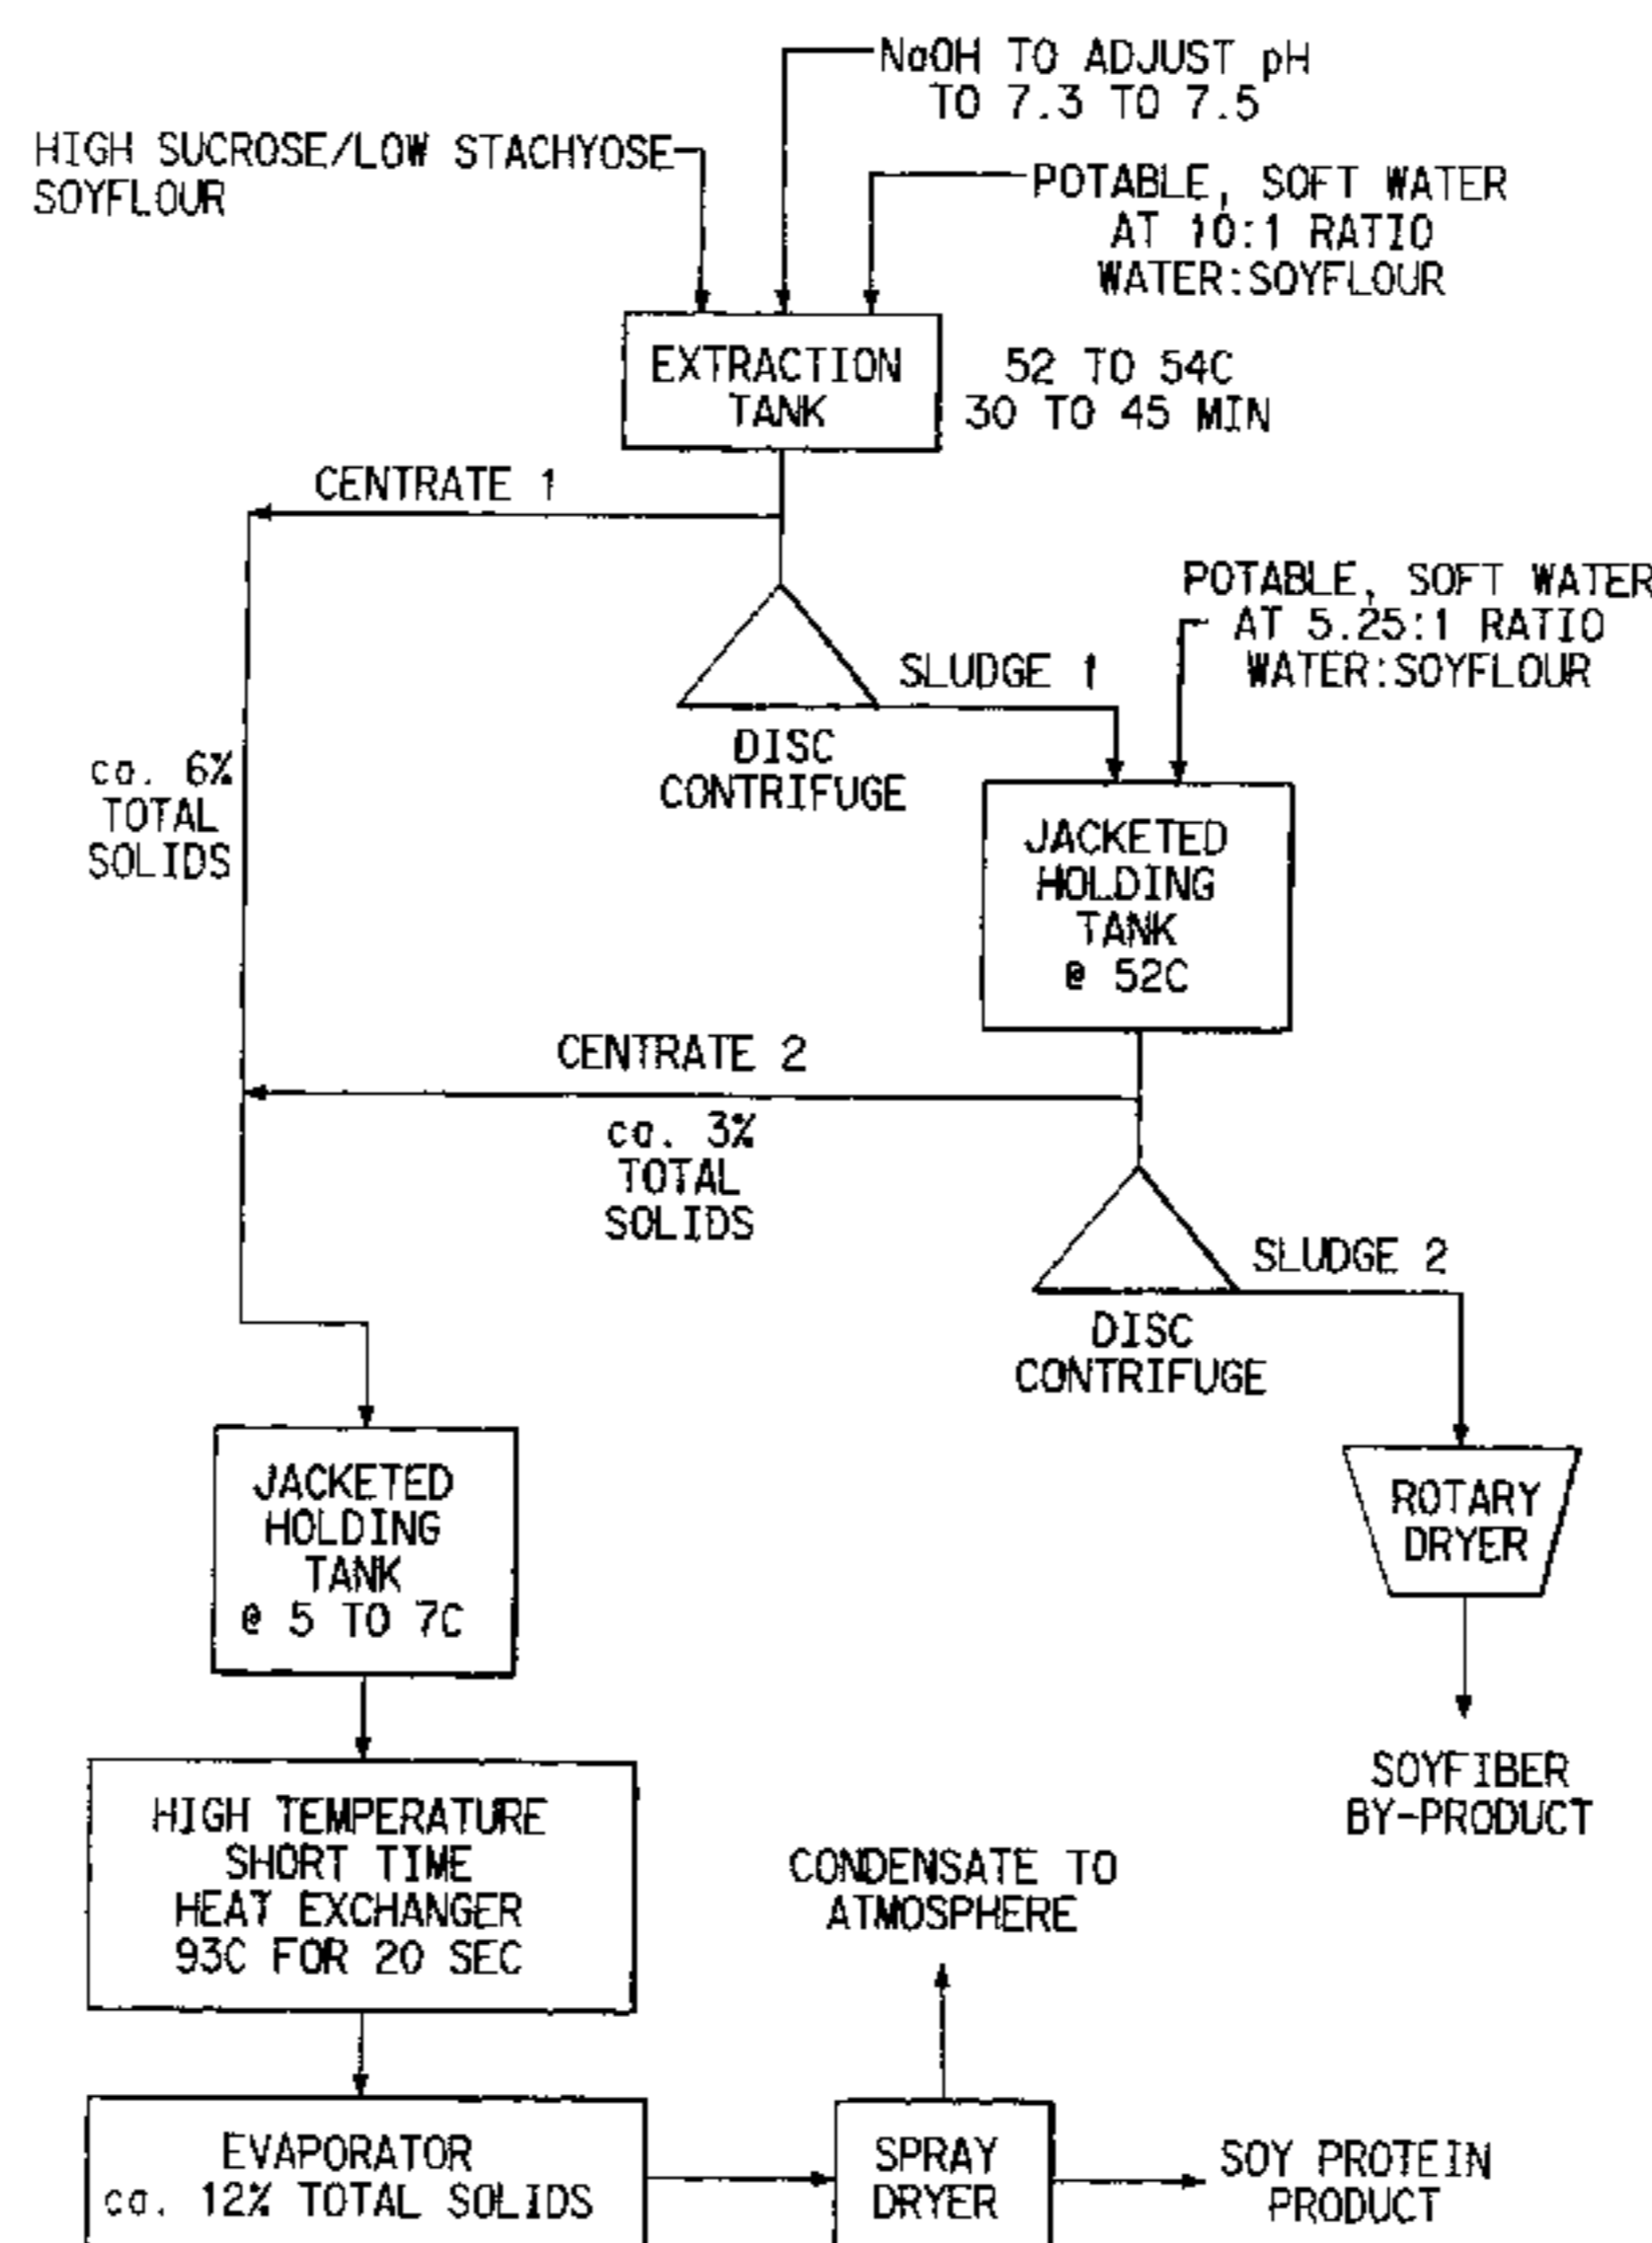 NaOH TO ADJUST pH
TO 7.3 TO 7.5
HIGH SUCROSE/LOW STACHYOSE
SOYFLOUR
POTABLE, SOFT WATER
AT 10:1 RATIO
WATER:SOYFLOUR
EXTRACTION
TANK
52 TO 54C
30 TO 45 MIN
CENTRATE 1
POTABLE, SOFT WATER
AT 5.25:1 RATIO
WATER:SOYFLOUR
SLUDGE 1
DISC
CONTRIFUGE
ca. 6%
TOTAL
SOLIDS
JACKETED
HOLDING
TANK
@ 52C
CENTRATE 2
ca. 3%
TOTAL
SOLIDS
SLUDGE 2
DISC
CONTRIFUGE
JACKETED
HOLDING
TANK
@ 5 TO 7C
ROTARY
DRYER
SOYFIBER
BY-PRODUCT
HIGH TEMPERATURE
SHORT TIME
HEAT EXCHANGER
93C FOR 20 SEC
CONDENSATE TO
ATMOSPHERE
EVAPORATOR
ca. 12% TOTAL SOLIDS
SPRAY
DRYER
SOY PROTEIN
PRODUCT